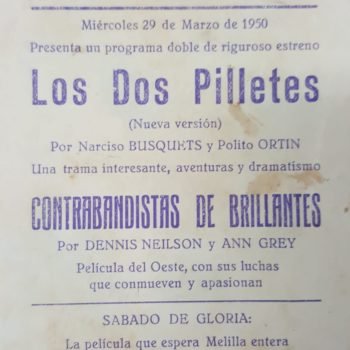 Miércoles 29 de Marzo de 1950
Presenta un programa doble de riguroso estreno
Los Dos Pilletes
(Nueva versión)
Por Narciso BUSQUETS y Polito ORTIN
Una trama interesante, aventuras y dramatismo
CONTRABANDISTAS DE BRILLANTES
Por DENNIS NEILSON y ANN GREY
Película del Oeste, con sus luchas
que conmueven y apasionan
SABADO DE GLORIA:
La película que espera Melilla entera